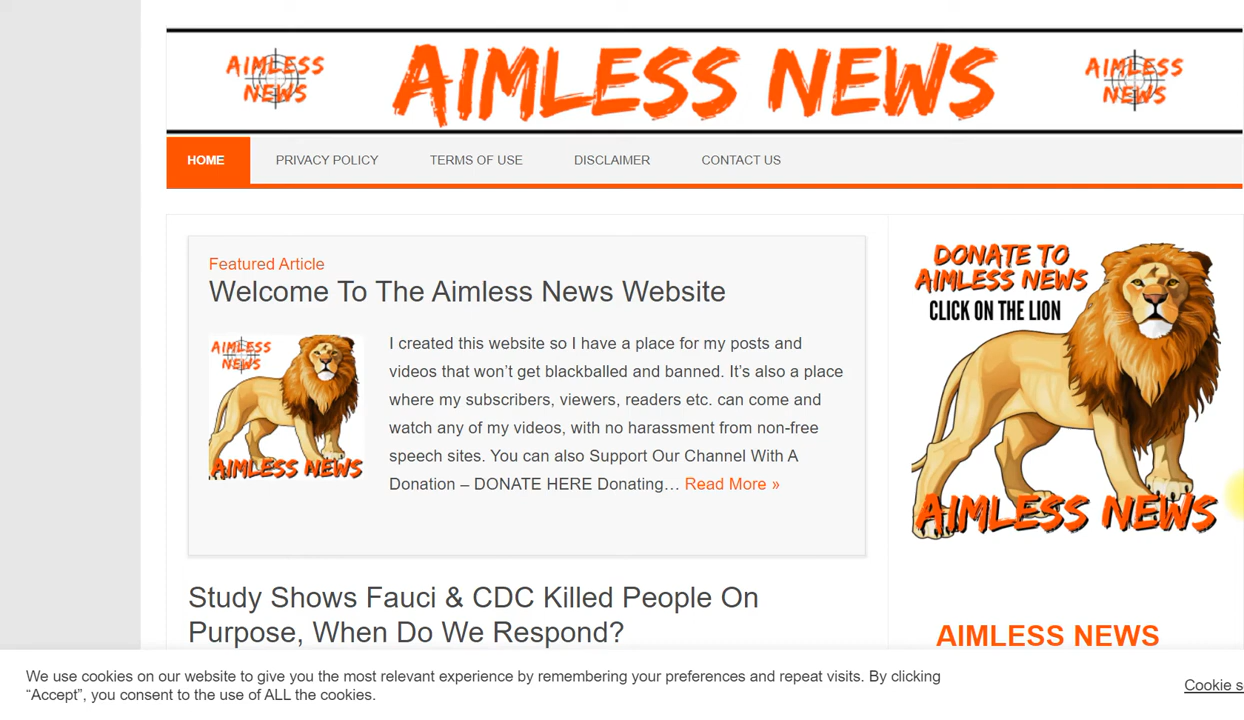 AIMLESS
NEWS
AIMLESS NEWS
AIMLESS
NEWS
HOME
PRIVACY POLICY
TERMS OF USE
DISCLAIMER
CONTACT US
Featured Article
Welcome To The Aimless News Website
AIMLESS
NEWS
AIMLESS NEWS
I created this website so I have a place for my posts and
videos that won’t get blackballed and banned. It’s also a place
where my subscribers, viewers, readers etc. can come and
watch any of my videos, with no harassment from non-free
speech sites. You can also Support Our Channel With A
Donation – DONATE HERE Donating… Read More »
Study Shows Fauci & CDC Killed People On
Purpose, When Do We Respond?
DONATE TO
AIMLESS NEWS
CLICK ON THE LION
AIMLESS NEWS
AIMLESS NEWS
We use cookies on our website to give you the most relevant experience by remembering your preferences and repeat visits. By clicking
“Accept”, you consent to the use of ALL the cookies.
Cookie s